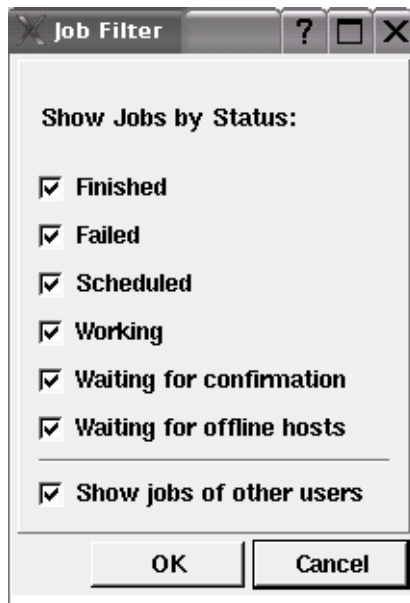 Job Filter ?
Show Jobs by Status:
Finished
Failed
Scheduled
Working
Waiting for confirmation
Waiting for offline hosts
Show jobs of other users
OK Cancel